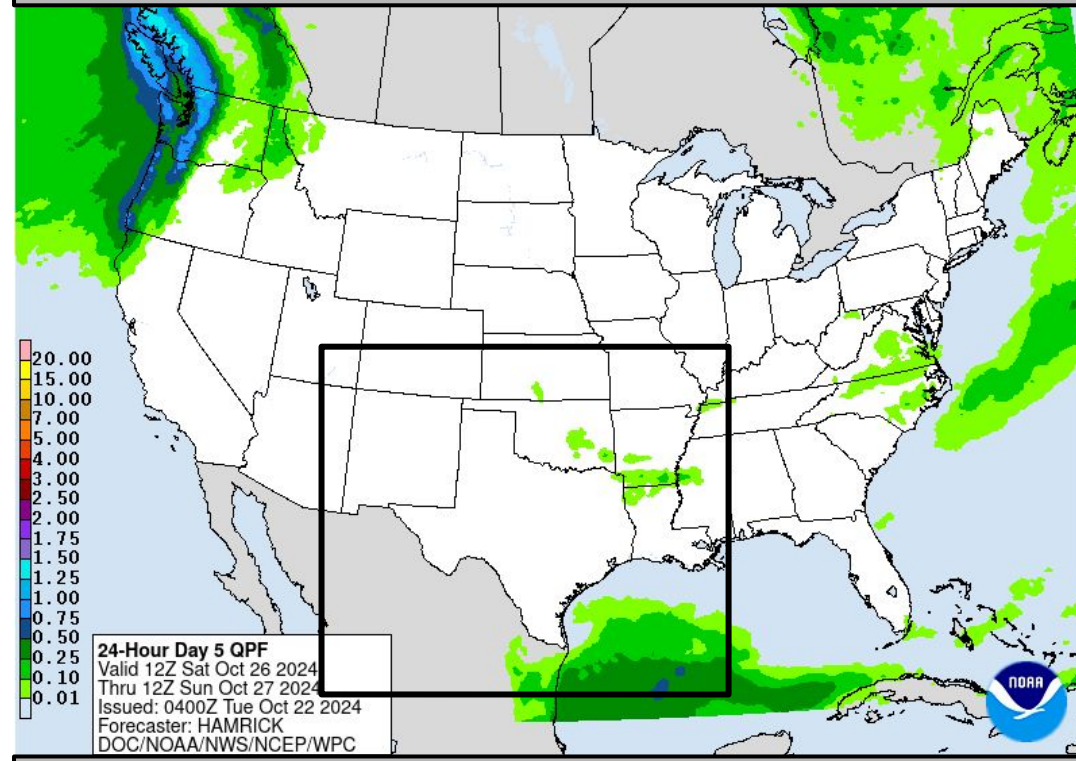 20.00
15.00
10.00
7.00
5.00
4.00
3.00
2.50
2.00
1.75
1.50
1.25
1.00
0.75
0.50
0.25
0.10
0.01
24-Hour Day 5 QPF
Valid 12Z Sat Oct 26 2024
Thru 12Z Sun Oct 27 2024
Issued: 0400Z Tue Oct 22 2024
Forecaster: HAMRICK
DOC/NOAA/NWS/NCEP/WPC
NOAA